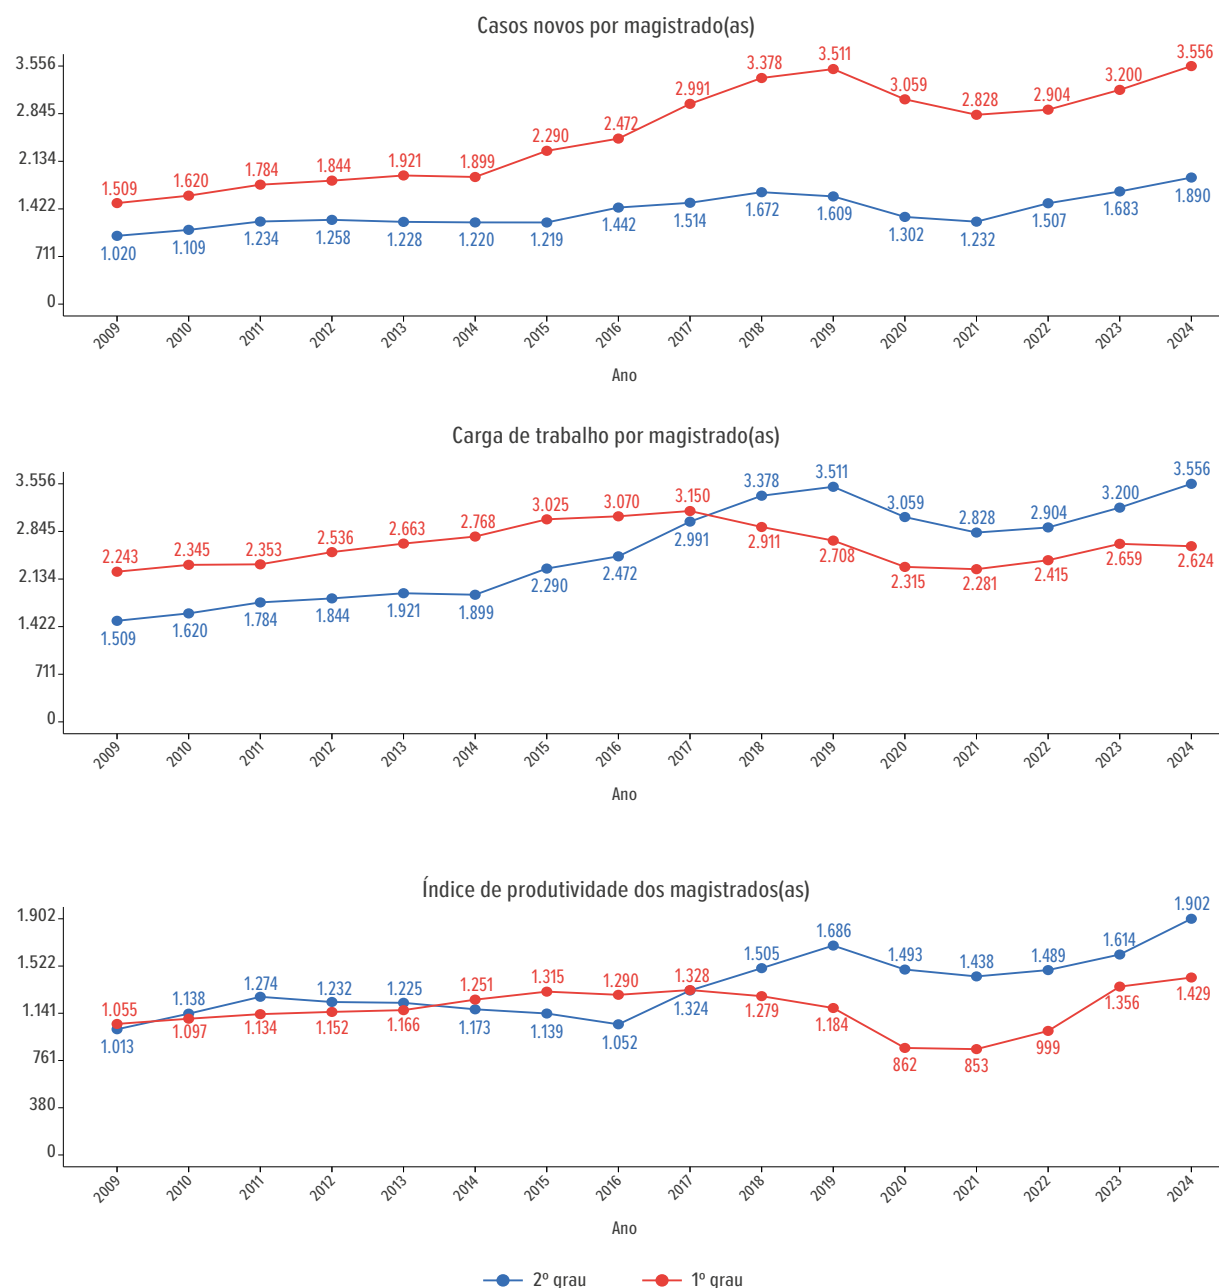 Casos novos por magistrado(as)
3.556
2.845
2.134
1.422
711
0
1.509 1.620 1.784 1.844 1.921 1.899 2.290 2.472 2.991 3.378 3.511 3.059 2.828 2.904 3.200 3.556
1.020 1.109 1.234 1.258 1.228 1.220 1.219 1.442 1.514 1.672 1.609 1.302 1.232 1.507 1.683 1.890
2009 2010 2011 2012 2013 2014 2015 2016 2017 2018 2019 2020 2021 2022 2023 2024
Ano
Carga de trabalho por magistrado(as)
3.556
2.845
2.134
1.422
711
0
2.243 2.345 2.353 2.536 2.663 2.768 3.025 3.070 3.150 3.378 3.511 3.059 2.828 2.904 3.200 3.556
1.509 1.620 1.784 1.844 1.921 1.899 2.290 2.472 2.991 2.911 2.708 2.315 2.281 2.415 2.659 2.624
2009 2010 2011 2012 2013 2014 2015 2016 2017 2018 2019 2020 2021 2022 2023 2024
Ano
Índice de produtividade dos magistrados(as)
1.902
1.522
1.141
761
380
0
1.055 1.138 1.274 1.232 1.225 1.251 1.315 1.290 1.328 1.505 1.686 1.493 1.438 1.489 1.614 1.902
1.013 1.097 1.134 1.152 1.166 1.173 1.139 1.052 1.324 1.279 1.184 862 853 999 1.356 1.429
2009 2010 2011 2012 2013 2014 2015 2016 2017 2018 2019 2020 2021 2022 2023 2024
Ano
2º grau 1º grau